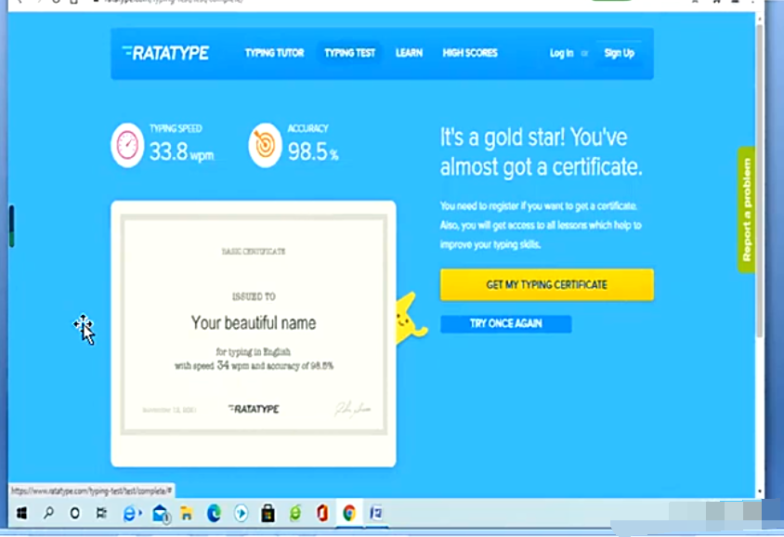 RATATYPE
TYPING TUTOR TYPING TEST LEARN HIGH SCORES Log In or Sign Up
TYPING SPEED
33.8 wpm
ACCURACY
98.5 %
It's a gold star! You've
almost got a certificate.
You need to register if you want to get a certificate.
Also, you will get access to all lessons which help to
improve your typing skills.
GET MY TYPING CERTIFICATE
TRY ONCE AGAIN
BASIC CERTIFICATE
ISSUED TO
Your beautiful name
for typing in English
with speed 34 wpm and accuracy of 98.5%
RATATYPE
Report a problem
https://www.ratatype.com/typing-test/test/complete/#